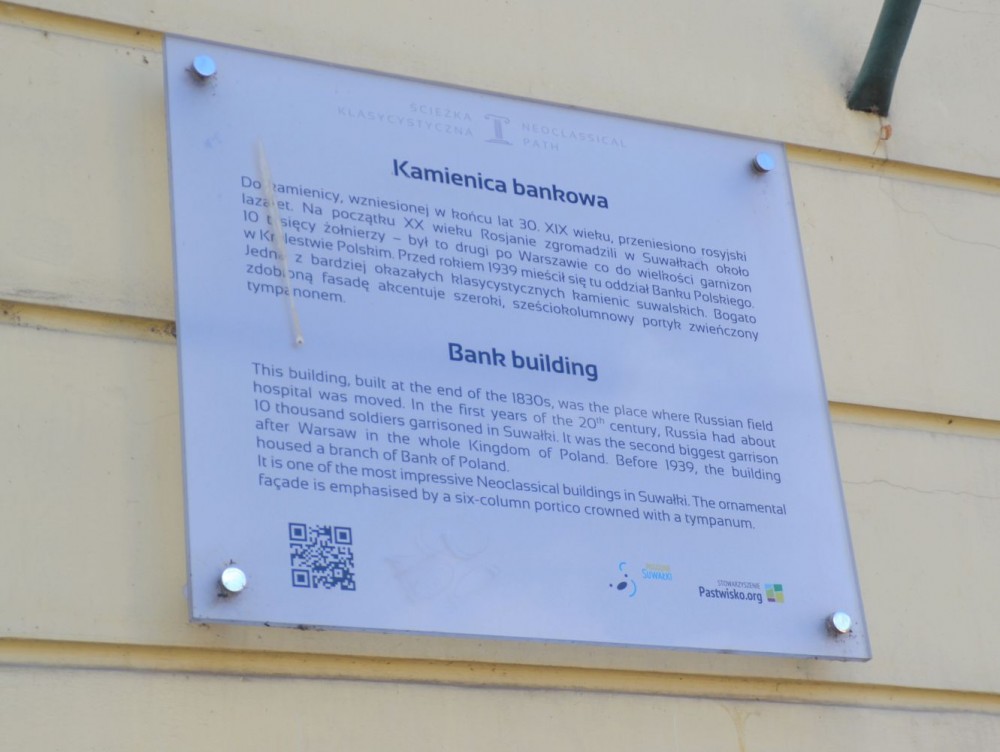 ŚCIEŻKA KLASYCYSTYCZNA
NEOCLASSICAL PATH
Kamienica bankowa
Do kamienicy, wzniesionej w końcu lat 30. XIX wieku, przeniesiono rosyjski
lazaret. Na początku XX wieku Rosjanie zgromadzili w Suwałkach około
10 tysięcy żołnierzy – był to drugi po Warszawie co do wielkości garnizon
w Królestwie Polskim. Przed rokiem 1939 mieścił się tu oddział Banku Polskiego.
Jedna z bardziej okazałych klasycystycznych kamienic suwalskich. Bogato
zdobioną fasadę akcentuje szeroki, sześciokolumnowy portyk zwieńczony
tympanonem.
Bank building
This building, built at the end of the 1830s, was the place where Russian field
hospital was moved. In the first years of the 20th century, Russia had about
10 thousand soldiers garrisoned in Suwałki. It was the second biggest garrison
after Warsaw in the whole Kingdom of Poland. Before 1939, the building
housed a branch of Bank of Poland.
It is one of the most impressive Neoclassical buildings in Suwałki. The ornamental
façade is emphasised by a six-column portico crowned with a tympanum.
Suwałki
STOWARZYSZENIE
Pastwisko.org